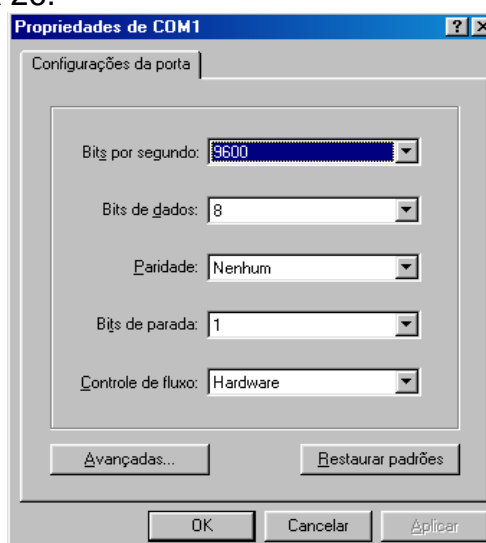 Propriedades de COM1
Configurações da porta
Bits por segundo: 9600
Bits de dados: 8
Paridade: Nenhum
Bits de parada: 1
Controle de fluxo: Hardware
Avançadas... Restaurar padrões
OK Cancelar Aplicar